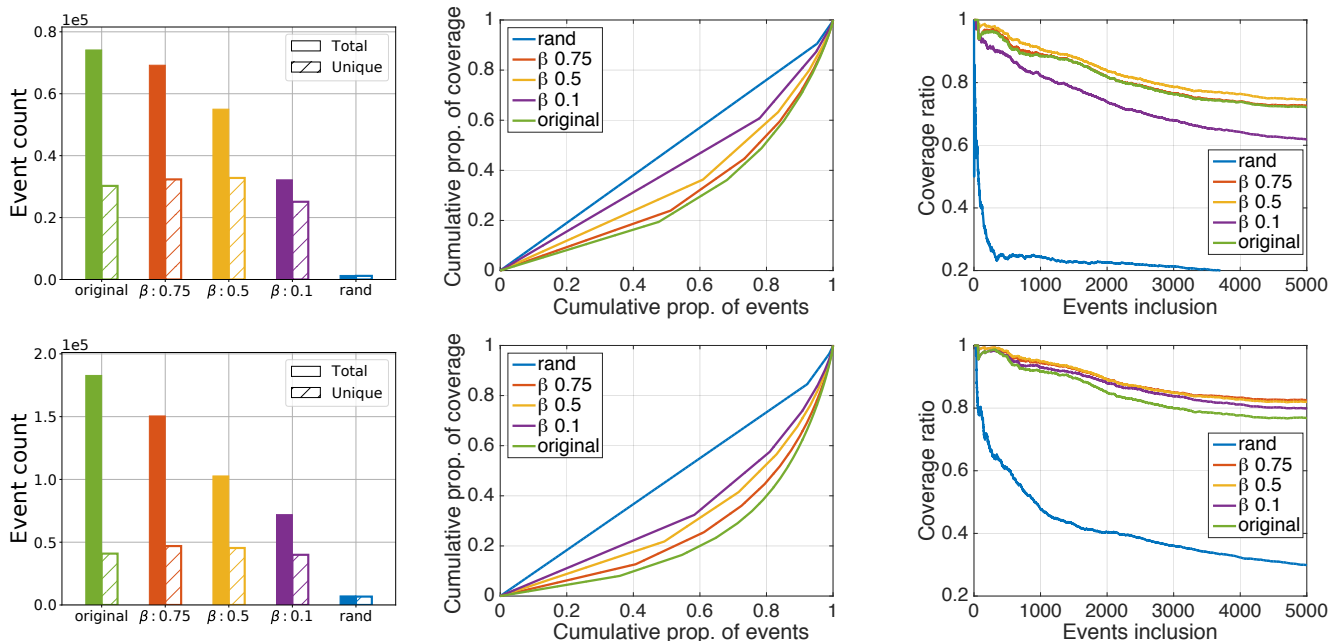 1e5
Event count
0.8
0.6
0.4
0.2
0.0
Total
Unique
original
β : 0.75
β : 0.5
β : 0.1
rand
Cumulative prop. of coverage
1
0.8
0.6
0.4
0.2
0
rand
β 0.75
β 0.5
β 0.1
original
0 0.2 0.4 0.6 0.8 1
Cumulative prop. of events
Coverage ratio
1
0.8
0.6
0.4
0.2
rand
β 0.75
β 0.5
β 0.1
original
0 1000 2000 3000 4000 5000
Events inclusion
1e5
Event count
2.0
1.5
1.0
0.5
0.0
Total
Unique
original
β : 0.75
β : 0.5
β : 0.1
rand
Cumulative prop. of coverage
1
0.8
0.6
0.4
0.2
0
rand
β 0.75
β 0.5
β 0.1
original
0 0.2 0.4 0.6 0.8 1
Cumulative prop. of events
Coverage ratio
1
0.8
0.6
0.4
0.2
rand
β 0.75
β 0.5
β 0.1
original
0 1000 2000 3000 4000 5000
Events inclusion